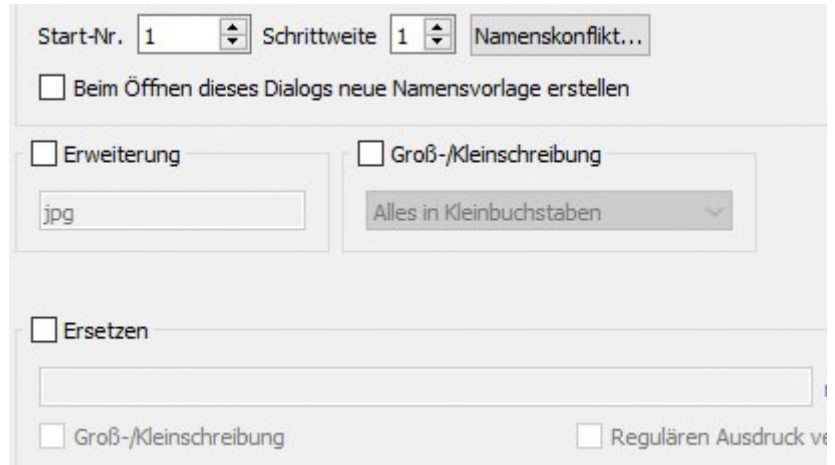 Start-Nr. 1 Schrittweite 1 Namenskonflikt...
Beim Öffnen dieses Dialogs neue Namensvorlage erstellen
Erweiterung Groß-/Kleinschreibung
jpg Alles in Kleinbuchstaben
Ersetzen
Groß-/Kleinschreibung Regulären Ausdruck